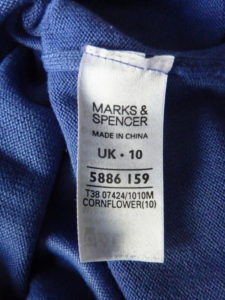 MARKS &
SPENCER
MADE IN CHINA
UK • 10
5886 159
T38 07424/1010M
CORNFLOWER(10)